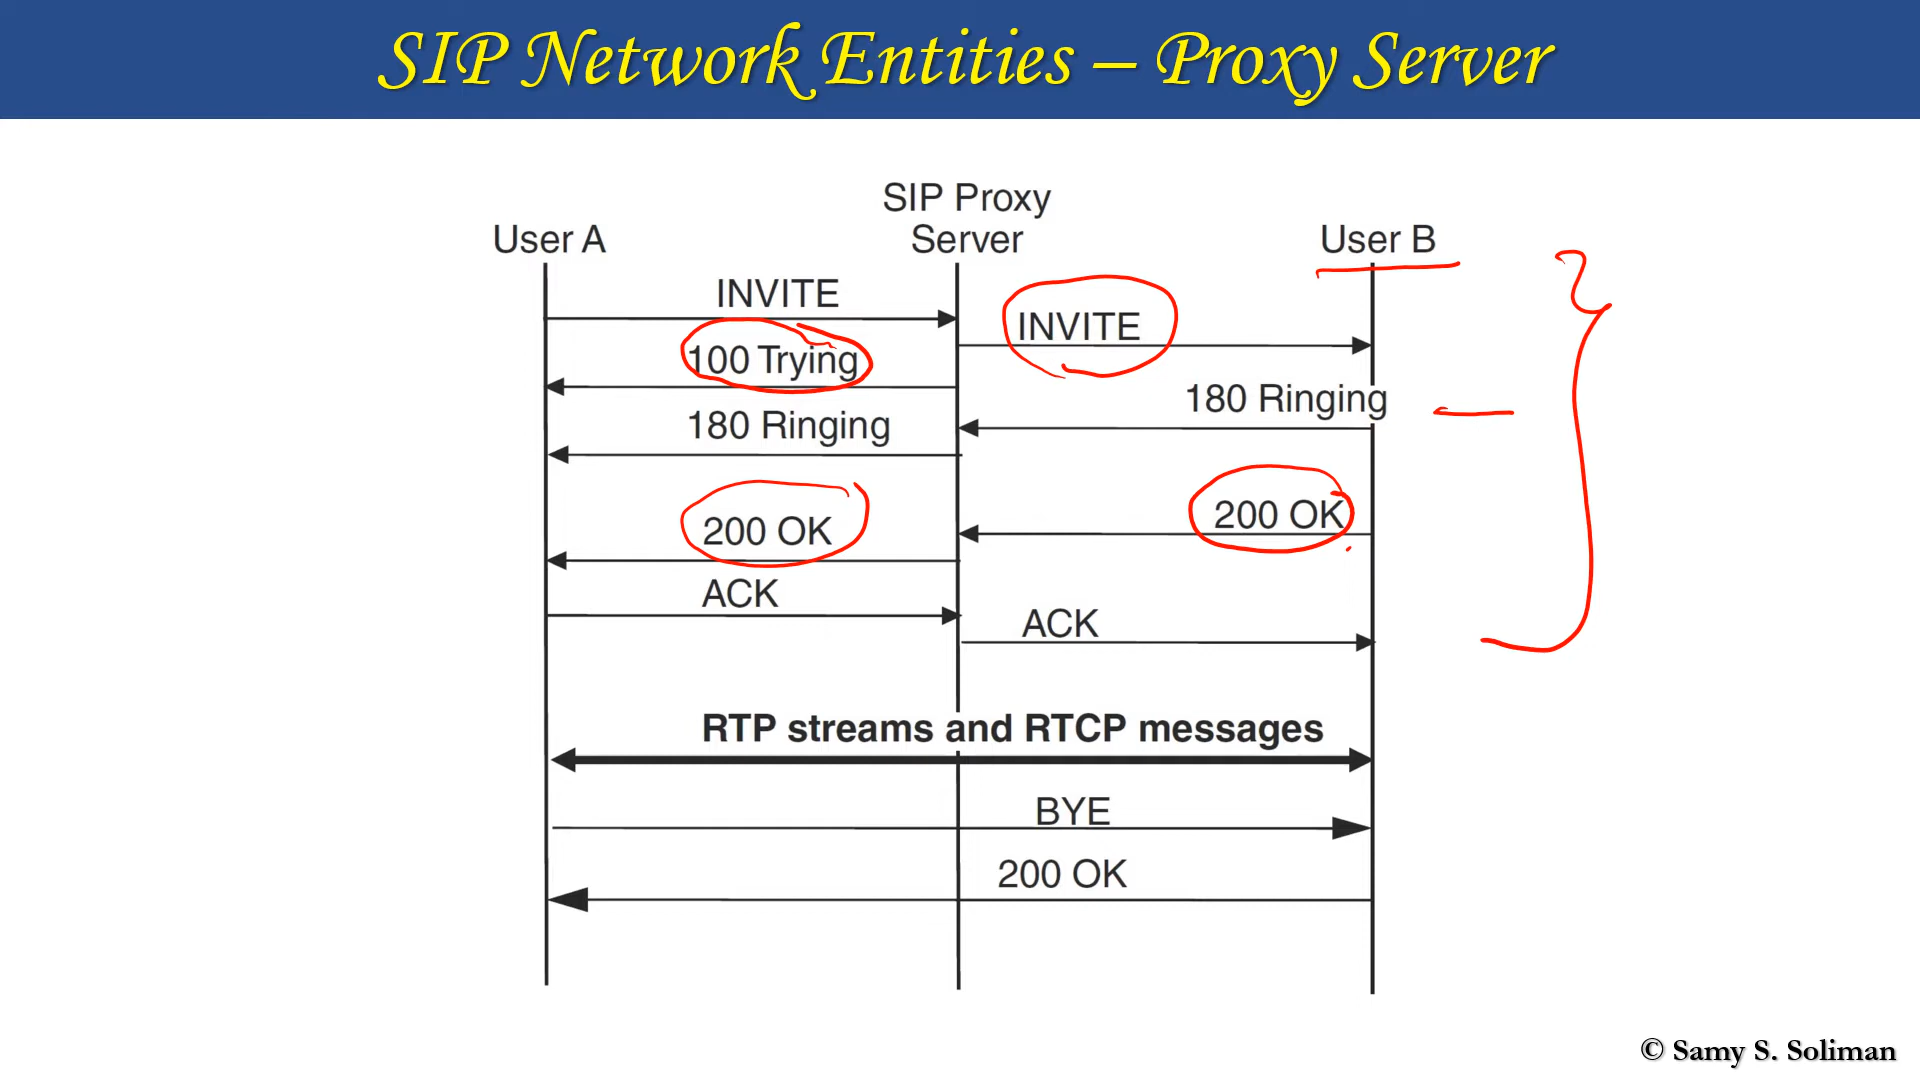 SIP Network Entities – Proxy Server
SIP Proxy
User A
Server
User B
INVITE
INVITE
100 Trying
180 Ringing
180 Ringing
200 OK
200 OK
ACK
ACK
RTP streams and RTCP messages
BYE
200 OK
© Samy S. Soliman